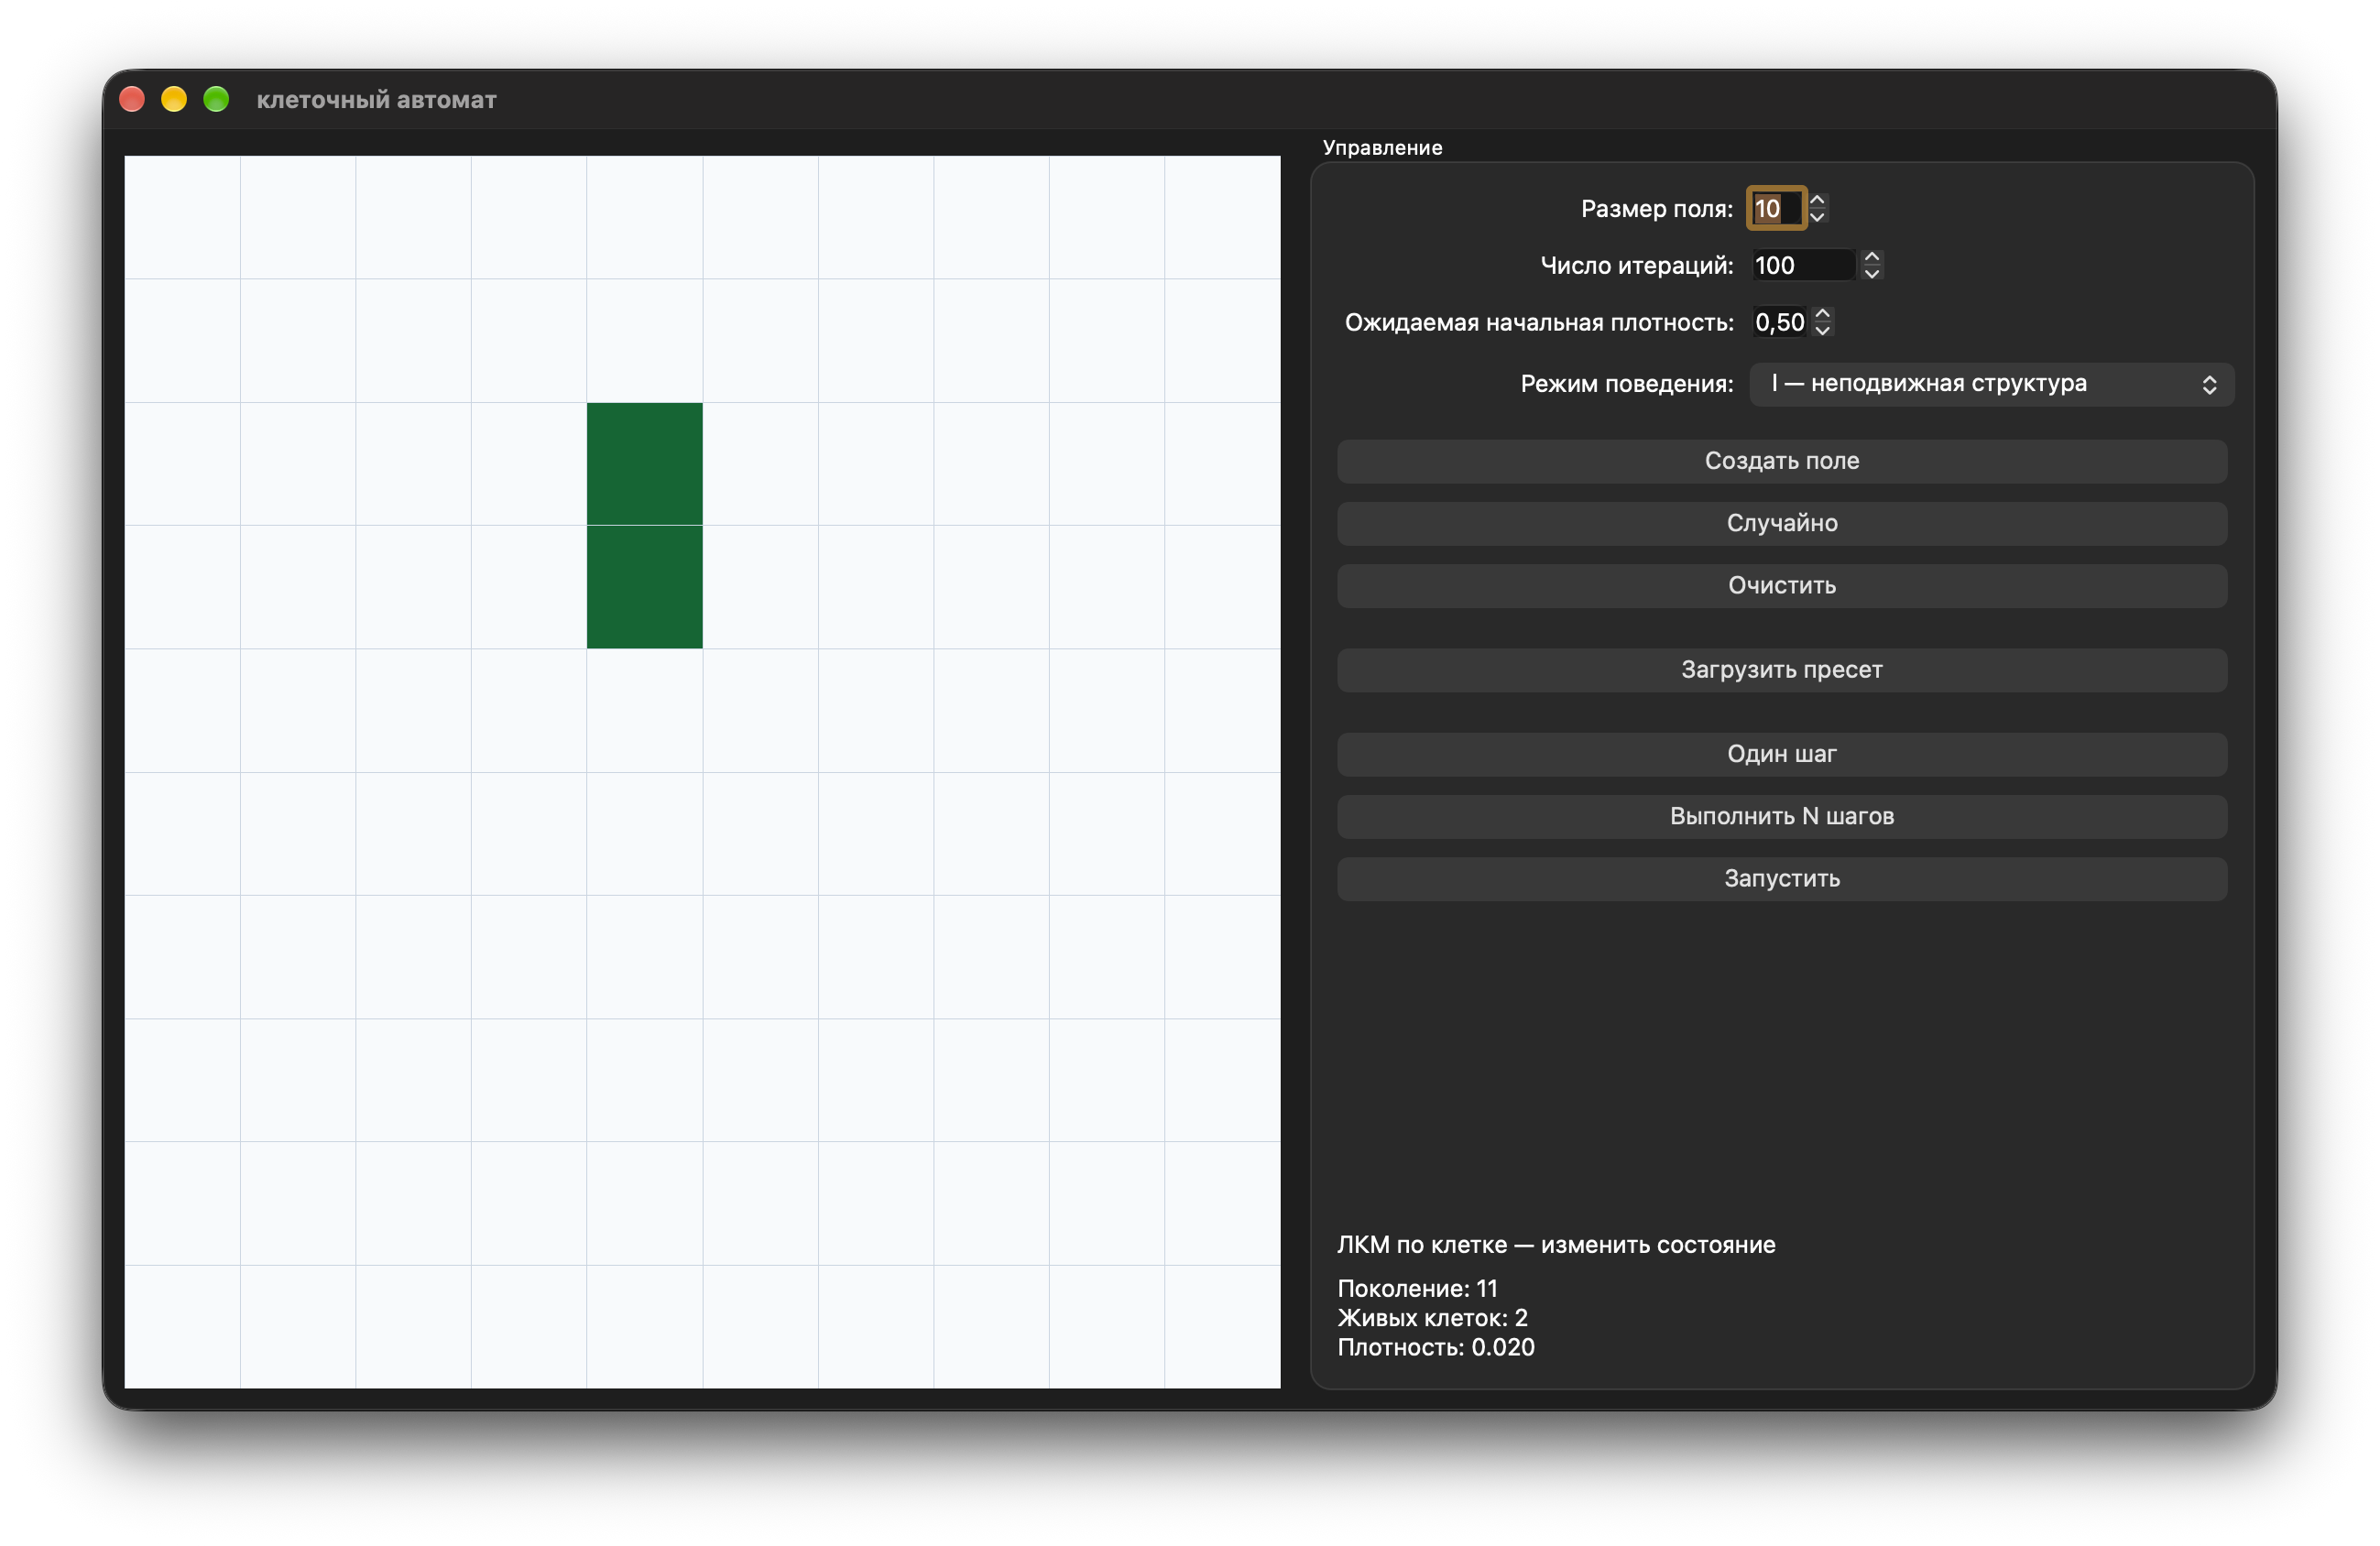 клеточный автомат
Управление
Размер поля: 10
Число итераций: 100
Ожидаемая начальная плотность: 0,50
Режим поведения: I — неподвижная структура
Создать поле
Случайно
Очистить
Загрузить пресет
Один шаг
Выполнить N шагов
Запустить
ЛКМ по клетке — изменить состояние
Поколение: 11
Живых клеток: 2
Плотность: 0.020